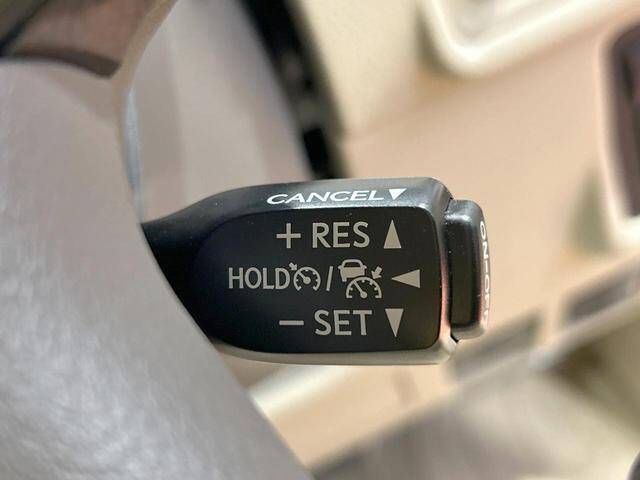 CANCEL▼
+ RES ▲
HOLD / ◀
− SET ▼
ON-OFF